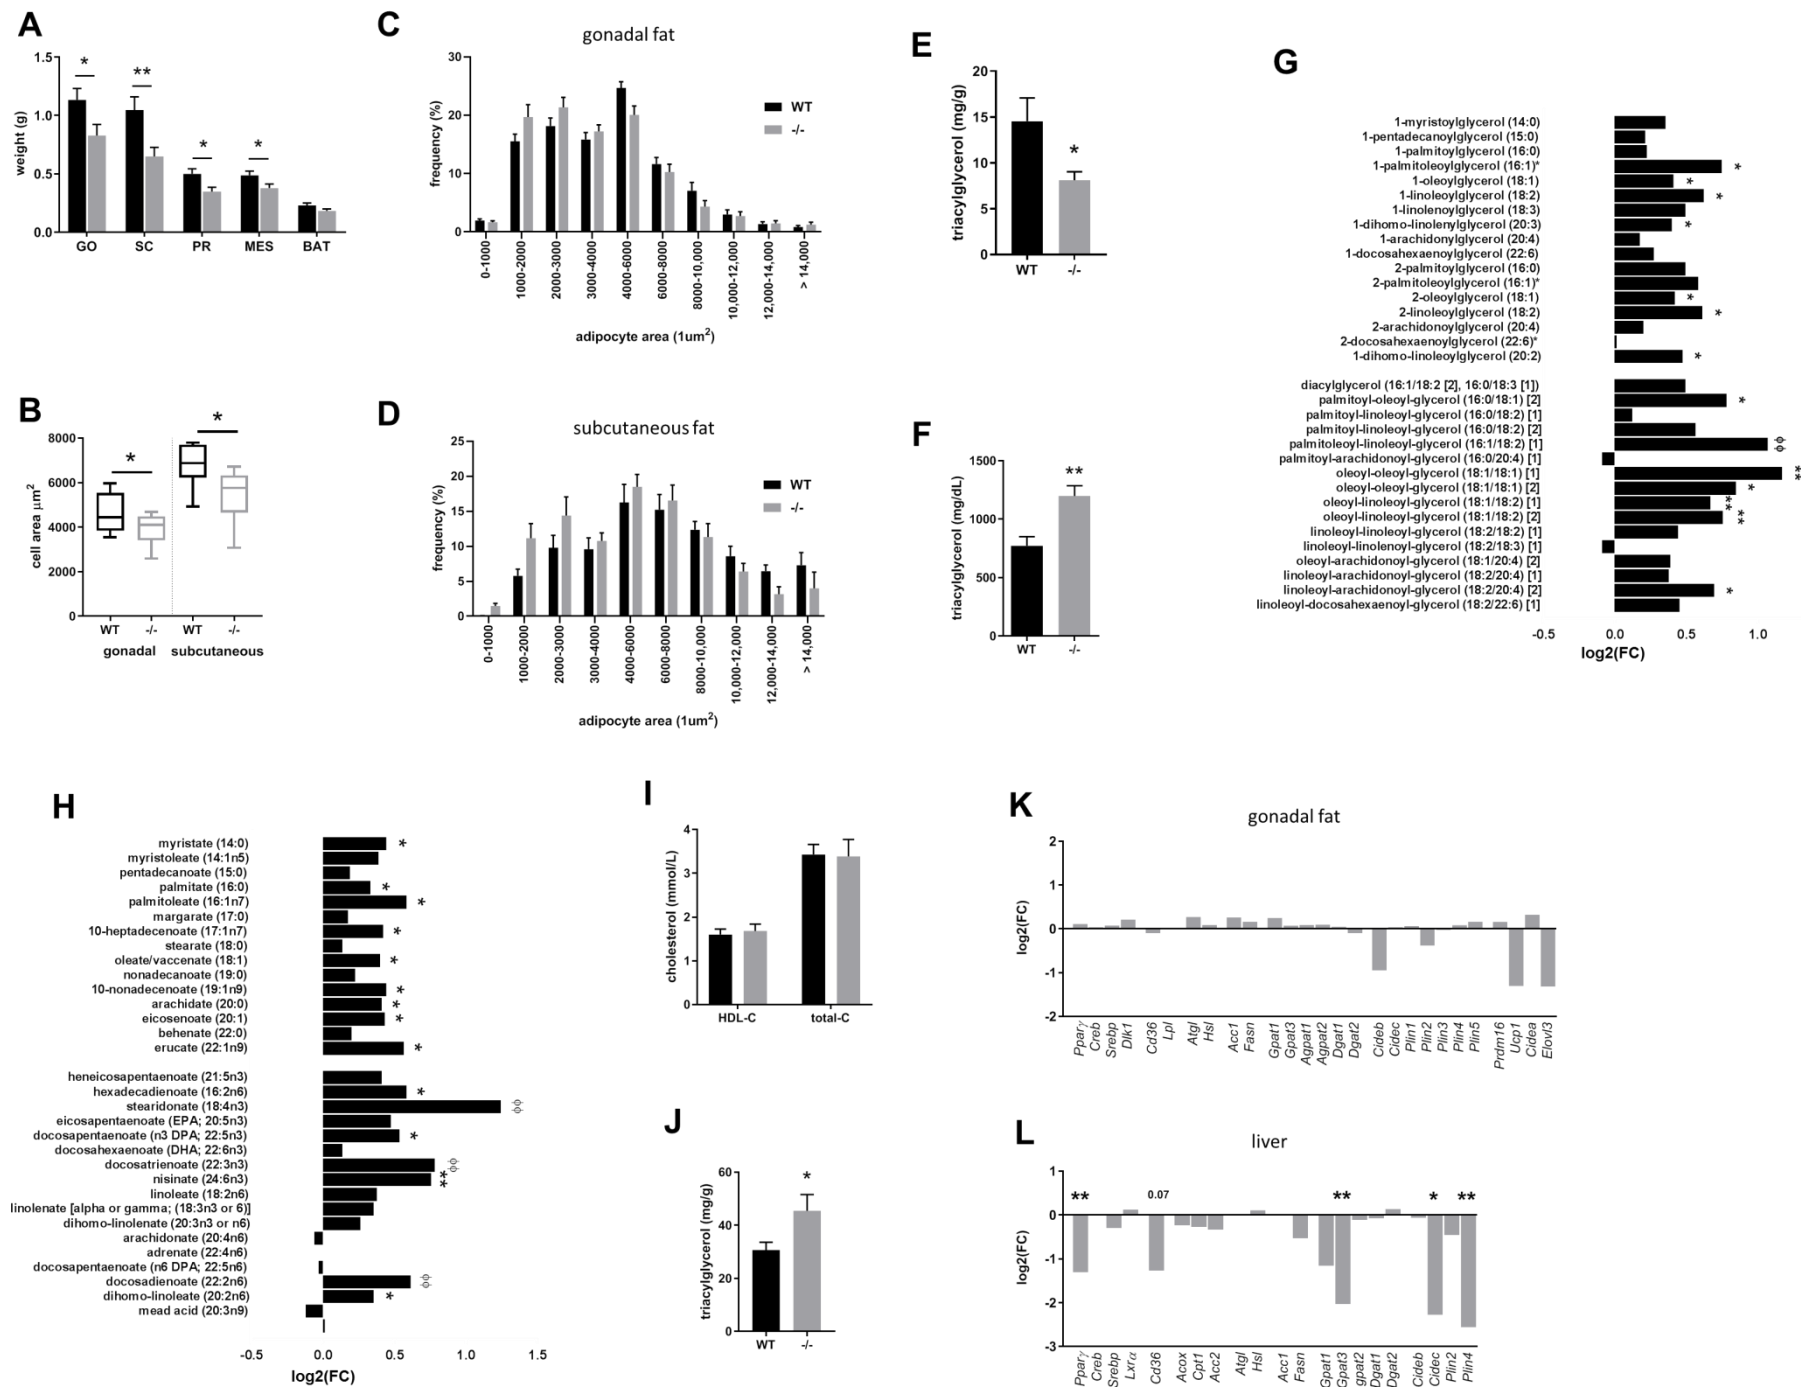 A
1.5
1.0
0.5
0.0
weight (g)
*
**
*
*
GO SC PR MES BAT
B
8000
6000
4000
2000
0
cell area μm²
*
*
WT -/- WT -/-
gonadal subcutaneous
C
gonadal fat
30
20
10
0
frequency (%)
WT
-/-
0-1000
1000-2000
2000-3000
3000-4000
4000-6000
6000-8000
8000-10,000
10,000-12,000
12,000-14,000
> 14,000
adipocyte area (1um²)
D
subcutaneous fat
25
20
15
10
5
0
frequency (%)
WT
-/-
0-1000
1000-2000
2000-3000
3000-4000
4000-6000
6000-8000
8000-10,000
10,000-12,000
12,000-14,000
> 14,000
adipocyte area (1um²)
E
20
15
10
5
0
triacylglycerol (mg/g)
*
WT -/-
F
1500
1000
500
0
triacylglycerol (mg/dL)
**
WT -/-
G
1-myristoylglycerol (14:0)
1-pentadecanoylglycerol (15:0)
1-palmitoylglycerol (16:0)
1-palmitoleoylglycerol (16:1)* *
1-oleoylglycerol (18:1) *
1-linoleoylglycerol (18:2) *
1-linolenoylglycerol (18:3)
1-dihomo-linolenylglycerol (20:3) *
1-arachidonylglycerol (20:4)
1-docosahexaenoylglycerol (22:6)
2-palmitoylglycerol (16:0)
2-palmitoleoylglycerol (16:1)*
2-oleoylglycerol (18:1) *
2-linoleoylglycerol (18:2) *
2-arachidonoylglycerol (20:4)
2-docosahexaenoylglycerol (22:6)*
1-dihomo-linoleoylglycerol (20:2) *
diacylglycerol (16:1/18:2 [2], 16:0/18:3 [1])
palmitoyl-oleoyl-glycerol (16:0/18:1) [2] *
palmitoyl-linoleoyl-glycerol (16:0/18:2) [1]
palmitoyl-linoleoyl-glycerol (16:0/18:2) [2]
palmitoleoyl-linoleoyl-glycerol (16:1/18:2) [1] ϕϕ
palmitoyl-arachidonoyl-glycerol (16:0/20:4) [1]
oleoyl-oleoyl-glycerol (18:1/18:1) [1] **
oleoyl-oleoyl-glycerol (18:1/18:1) [2] *
oleoyl-linoleoyl-glycerol (18:1/18:2) [1] **
oleoyl-linoleoyl-glycerol (18:1/18:2) [2] **
linoleoyl-linoleoyl-glycerol (18:2/18:2) [1]
linoleoyl-linolenoyl-glycerol (18:2/18:3) [1]
oleoyl-arachidonoyl-glycerol (18:1/20:4) [2]
linoleoyl-arachidonoyl-glycerol (18:2/20:4) [1]
linoleoyl-arachidonoyl-glycerol (18:2/20:4) [2] *
linoleoyl-docosahexaenoyl-glycerol (18:2/22:6) [1]
-0.5 0.0 0.5 1.0
log2(FC)
H
myristate (14:0) *
myristoleate (14:1n5)
pentadecanoate (15:0)
palmitate (16:0) *
palmitoleate (16:1n7) *
margarate (17:0)
10-heptadecenoate (17:1n7) *
stearate (18:0)
oleate/vaccenate (18:1) *
nonadecanoate (19:0)
10-nonadecenoate (19:1n9) *
arachidate (20:0) *
eicosenoate (20:1) *
behenate (22:0)
erucate (22:1n9) *
heneicosapentaenoate (21:5n3)
hexadecadienoate (16:2n6) *
stearidonate (18:4n3) ϕϕ
eicosapentaenoate (EPA; 20:5n3)
docosapentaenoate (n3 DPA; 22:5n3) *
docosahexaenoate (DHA; 22:6n3)
docosatrienoate (22:3n3) ϕϕ
nisinate (24:6n3) **
linoleate (18:2n6)
linolenate [alpha or gamma; (18:3n3 or 6)]
dihomo-linolenate (20:3n3 or n6)
arachidonate (20:4n6)
adrenate (22:4n6)
docosapentaenoate (n6 DPA; 22:5n6)
docosadienoate (22:2n6) ϕϕ
dihomo-linoleate (20:2n6) *
mead acid (20:3n9)
-0.5 0.0 0.5 1.0 1.5
log2(FC)
I
4
3
2
1
0
cholesterol (mmol/L)
HDL-C total-C
J
60
40
20
0
triacylglycerol (mg/g)
*
WT -/-
K
gonadal fat
2
1
0
-1
-2
log2(FC)
Pparγ
Creb
Srebp
Dlk1
Cd36
Lpl
Atgl
Hsl
Acc1
Fasn
Gpat1
Gpat3
Agpat1
Agpat2
Dgat1
Dgat2
Cideb
Cidec
Plin1
Plin2
Plin3
Plin4
Plin5
Prdm16
Ucp1
Cidea
Elovl3
L
liver
1
0
-1
-2
-3
log2(FC)
** 0.07 ** * **
Pparγ
Creb
Srebp
Lxrα
Cd36
Acox
Cpt1
Acc2
Atgl
Hsl
Acc1
Fasn
Gpat1
Gpat3
gpat2
Dgat1
Dgat2
Cideb
Cidec
Plin2
Plin4